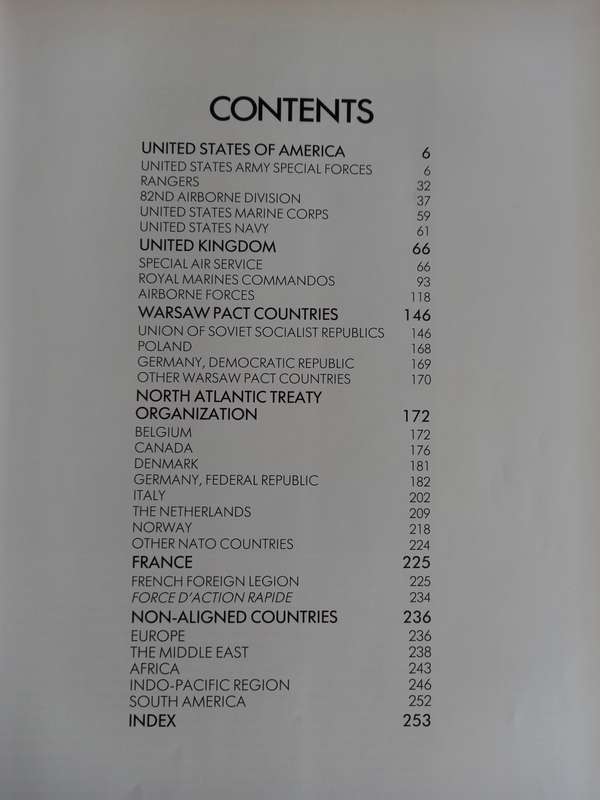 CONTENTS
UNITED STATES OF AMERICA 6
UNITED STATES ARMY SPECIAL FORCES 6
RANGERS 32
82ND AIRBORNE DIVISION 37
UNITED STATES MARINE CORPS 59
UNITED STATES NAVY 61
UNITED KINGDOM 66
SPECIAL AIR SERVICE 66
ROYAL MARINES COMMANDOS 93
AIRBORNE FORCES 118
WARSAW PACT COUNTRIES 146
UNION OF SOVIET SOCIALIST REPUBLICS 146
POLAND 168
GERMANY, DEMOCRATIC REPUBLIC 169
OTHER WARSAW PACT COUNTRIES 170
NORTH ATLANTIC TREATY
ORGANIZATION 172
BELGIUM 172
CANADA 176
DENMARK 181
GERMANY, FEDERAL REPUBLIC 182
ITALY 202
THE NETHERLANDS 209
NORWAY 218
OTHER NATO COUNTRIES 224
FRANCE 225
FRENCH FOREIGN LEGION 225
FORCE D'ACTION RAPIDE 234
NON-ALIGNED COUNTRIES 236
EUROPE 236
THE MIDDLE EAST 238
AFRICA 243
INDO-PACIFIC REGION 246
SOUTH AMERICA 252
INDEX 253